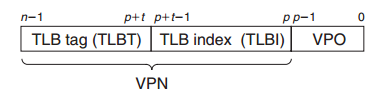 n−1 p+t p+t−1 p p−1 0
TLB tag (TLBT) TLB index (TLBI) VPO
VPN